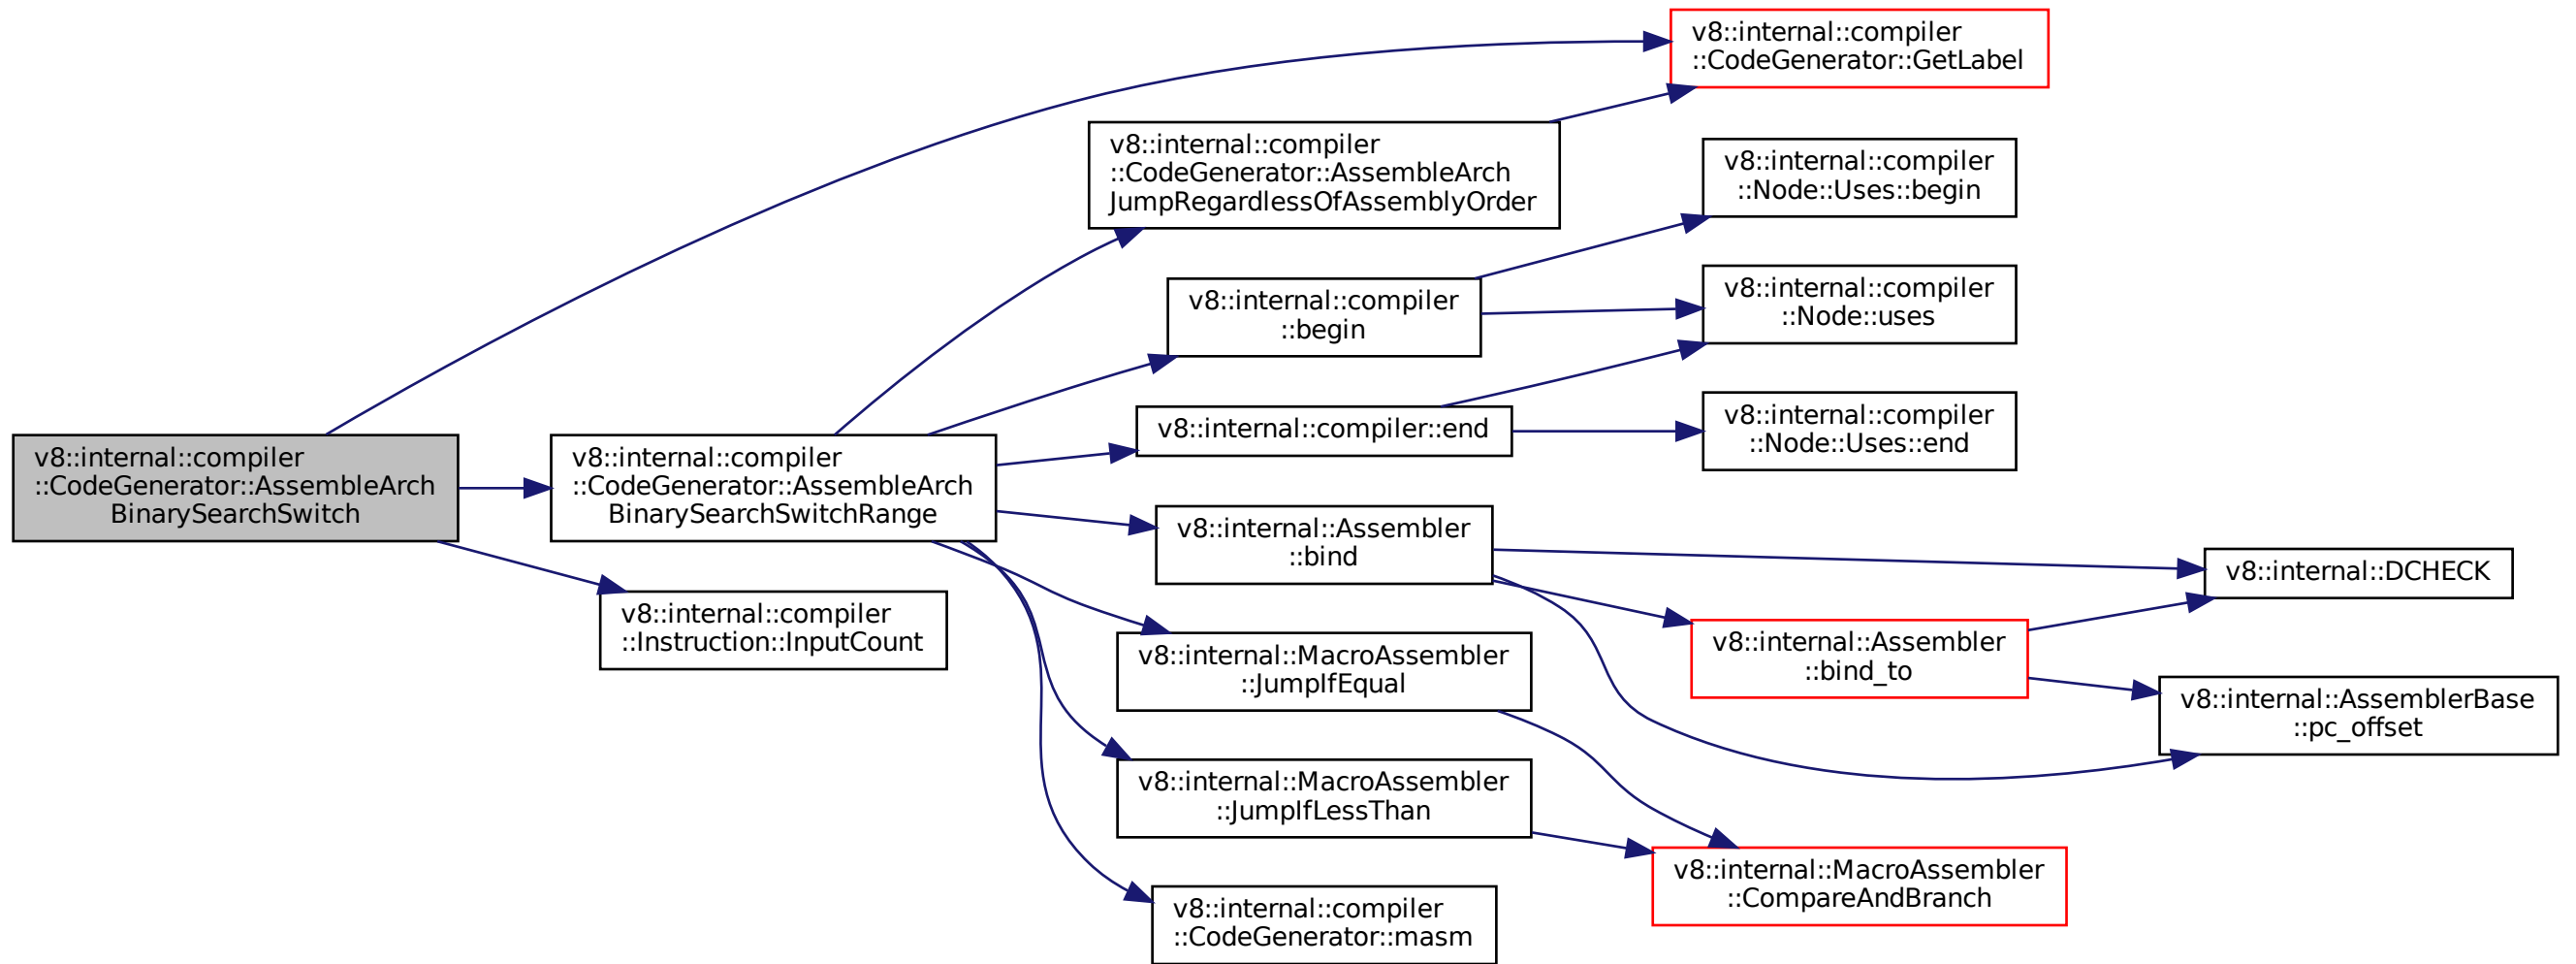 v8::internal::compiler
::CodeGenerator::AssembleArch
BinarySearchSwitch
v8::internal::compiler
::CodeGenerator::AssembleArch
BinarySearchSwitchRange
v8::internal::compiler
::Instruction::InputCount
v8::internal::compiler
::CodeGenerator::AssembleArch
JumpRegardlessOfAssemblyOrder
v8::internal::compiler
::begin
v8::internal::compiler::end
v8::internal::Assembler
::bind
v8::internal::MacroAssembler
::JumpIfEqual
v8::internal::MacroAssembler
::JumpIfLessThan
v8::internal::compiler
::CodeGenerator::masm
v8::internal::compiler
::CodeGenerator::GetLabel
v8::internal::compiler
::Node::Uses::begin
v8::internal::compiler
::Node::uses
v8::internal::compiler
::Node::Uses::end
v8::internal::Assembler
::bind_to
v8::internal::MacroAssembler
::CompareAndBranch
v8::internal::DCHECK
v8::internal::AssemblerBase
::pc_offset